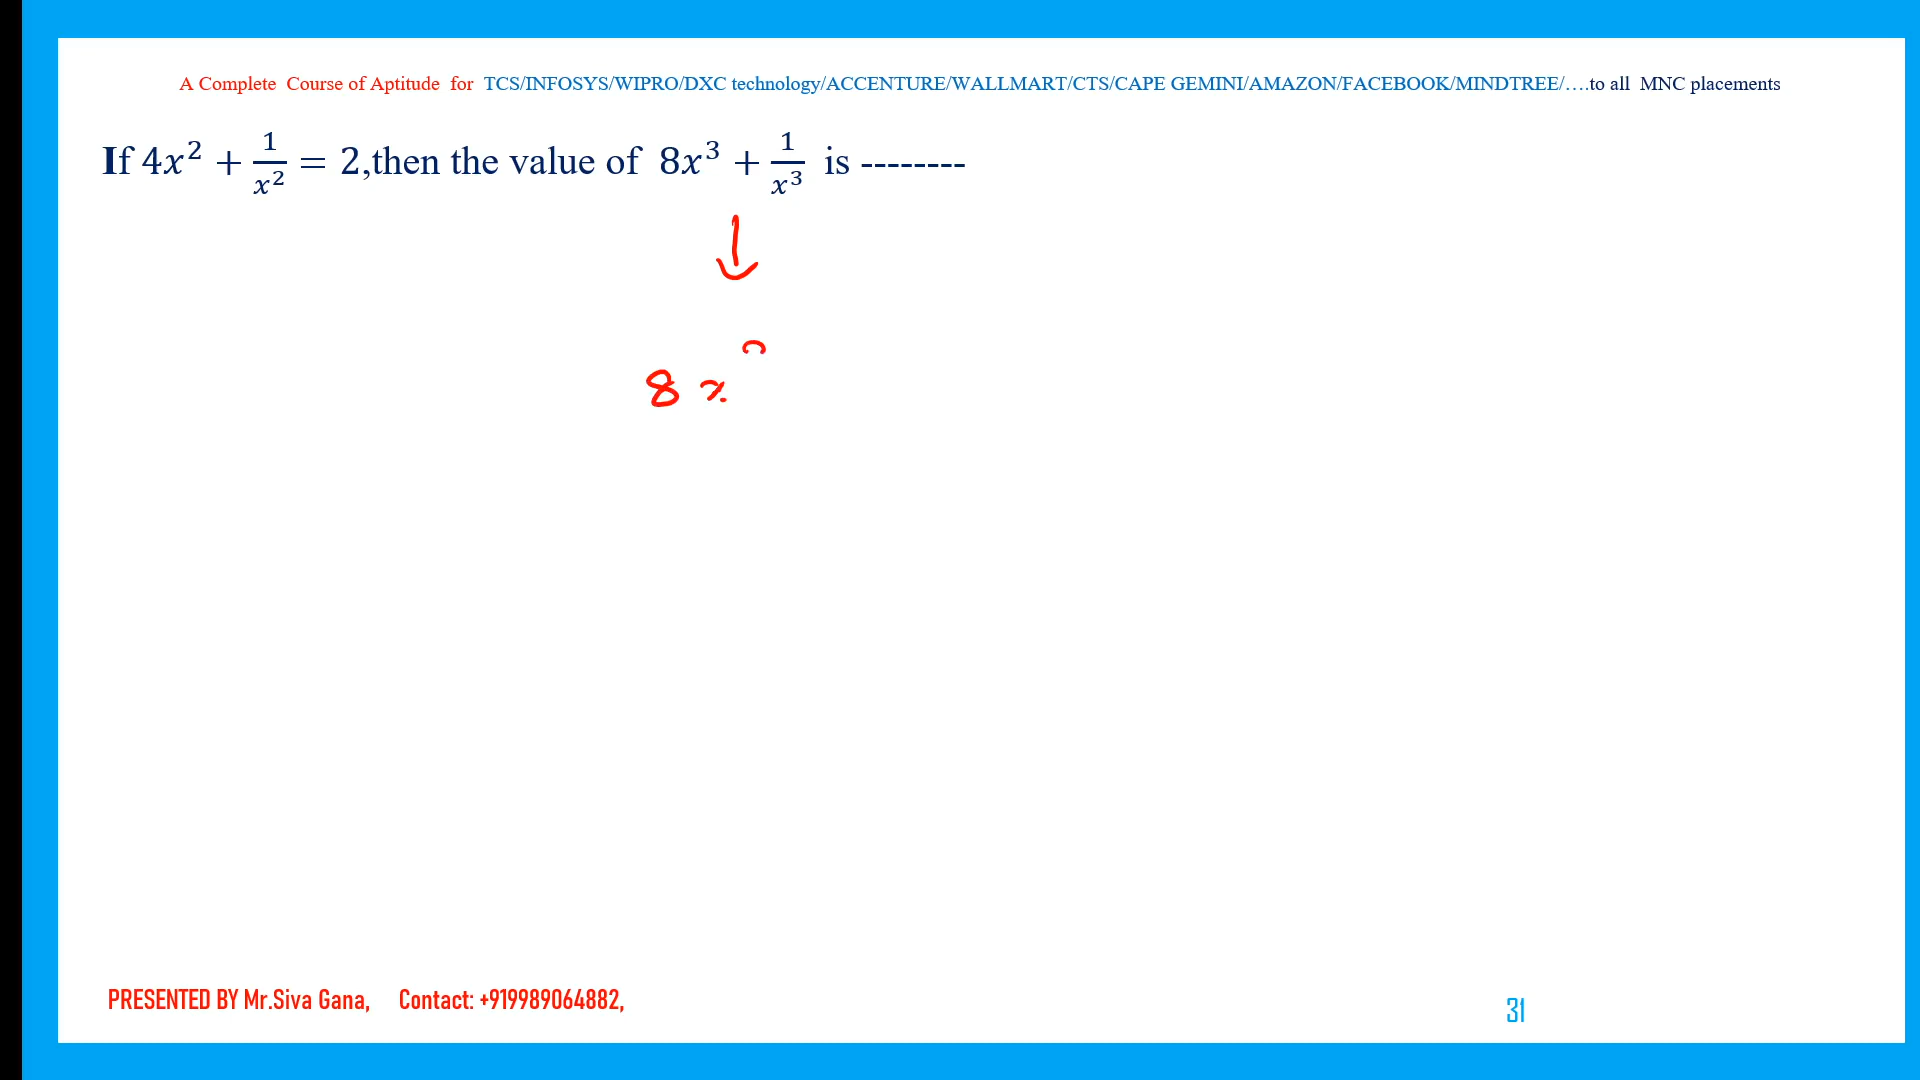 A Complete Course of Aptitude for TCS/INFOSYS/WIPRO/DXC technology/ACCENTURE/WALLMART/CTS/CAPE GEMINI/AMAZON/FACEBOOK/MINDTREE/….to all MNC placements
If 4x² + 1/x² = 2,then the value of 8x³ + 1/x³ is --------
8 x
PRESENTED BY Mr.Siva Gana, Contact: +919989064882,
31